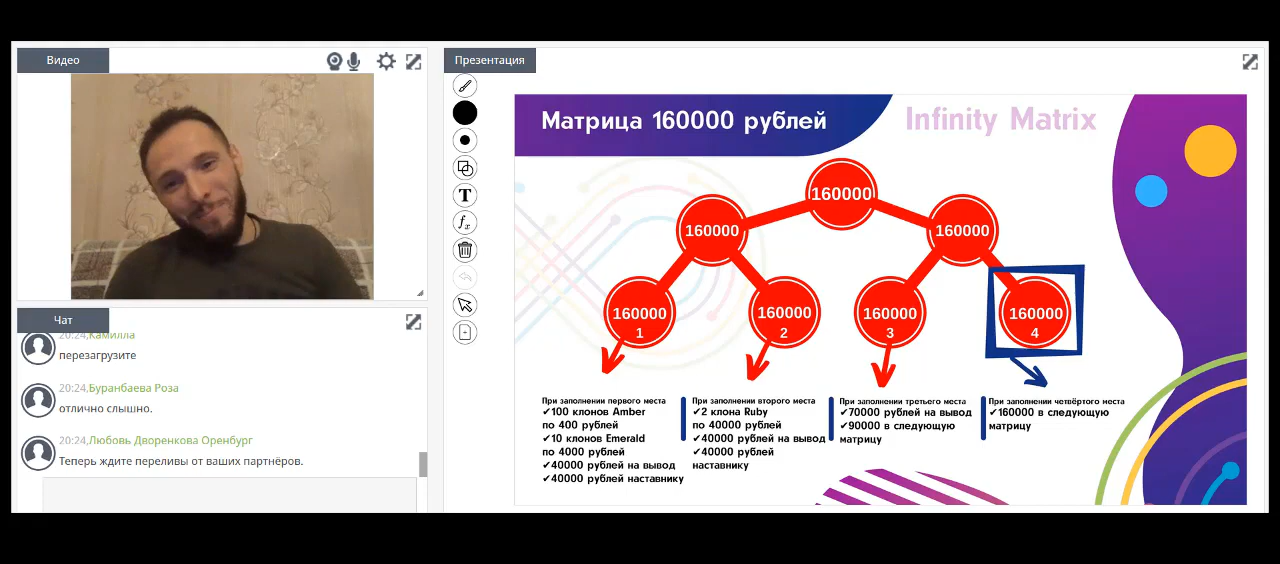 Видео
Чат
20:24,Камилла
перезагрузите
20:24,Буранбаева Роза
отлично слышно.
20:24,Любовь Дворенкова Оренбург
Теперь ждите переливы от ваших партнёров.
Презентация
T
fx
Матрица 160000 рублей
Infinity Matrix
160000
160000
160000
160000
1
160000
2
160000
3
160000
4
При заполнении первого места
✔100 клонов Amber
по 400 рублей
✔10 клонов Emerald
по 4000 рублей
✔40000 рублей на вывод
✔40000 рублей наставнику
При заполнении второго места
✔2 клона Ruby
по 40000 рублей
✔40000 рублей на вывод
✔40000 рублей
наставнику
При заполнении третьего места
✔70000 рублей на вывод
✔90000 в следующую
матрицу
При заполнении четвёртого места
✔160000 в следующую
матрицу